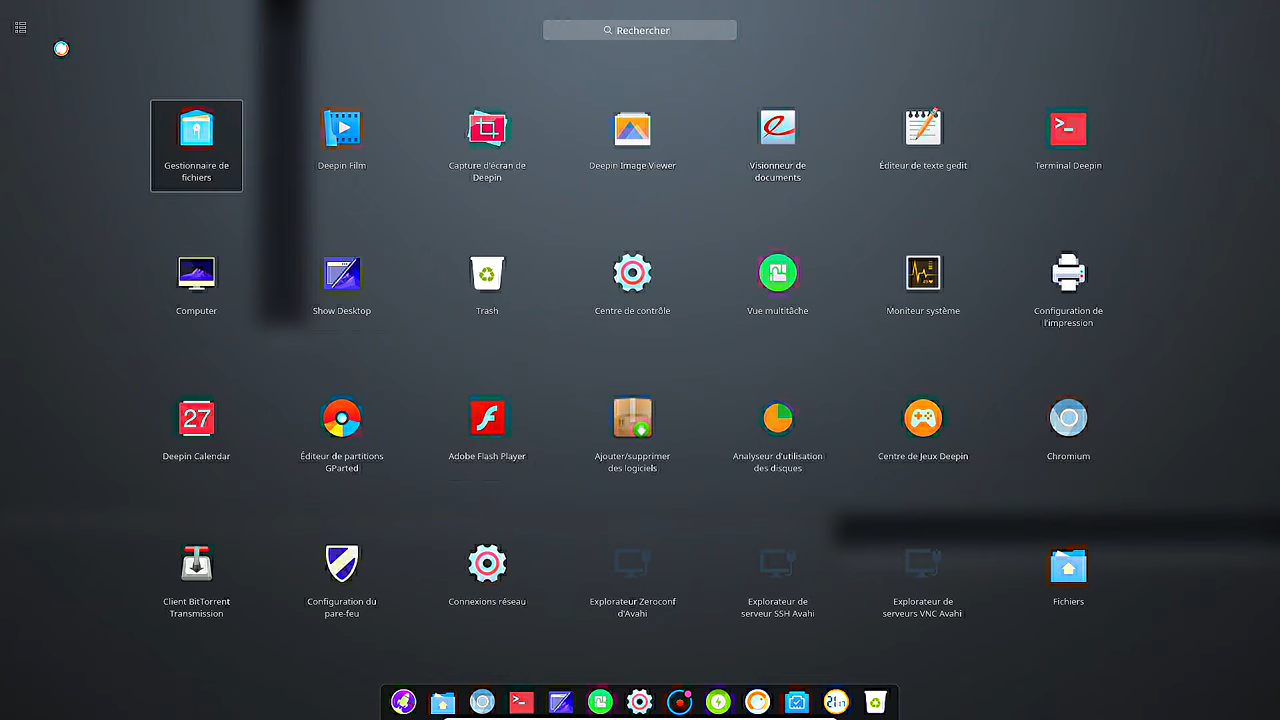 Rechercher
Gestionnaire de
fichiers
Deepin Film
Capture d'écran de
Deepin
Deepin Image Viewer
Visionneur de
documents
Éditeur de texte gedit
Terminal Deepin
Computer
Show Desktop
Trash
Centre de contrôle
Vue multitâche
Moniteur système
Configuration de
l'impression
27
Deepin Calendar
Éditeur de partitions
GParted
Adobe Flash Player
Ajouter/supprimer
des logiciels
Analyseur d'utilisation
des disques
Centre de Jeux Deepin
Chromium
Client BitTorrent
Transmission
Configuration du
pare-feu
Connexions réseau
Explorateur Zeroconf
d'Avahi
Explorateur de
serveur SSH Avahi
Explorateur de
serveurs VNC Avahi
Fichiers